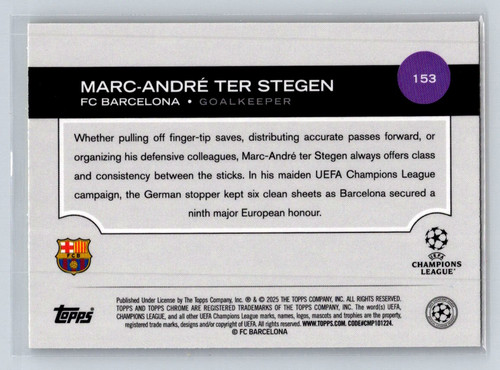 MARC-ANDRÉ TER STEGEN
FC BARCELONA • GOALKEEPER
153
Whether pulling off finger-tip saves, distributing accurate passes forward, or
organizing his defensive colleagues, Marc-André ter Stegen always offers class
and consistency between the sticks. In his maiden UEFA Champions League
campaign, the German stopper kept six clean sheets as Barcelona secured a
ninth major European honour.
FCB
UEFA
CHAMPIONS
LEAGUE
Topps
Published Under License by The Topps Company, Inc. ® & © 2025 THE TOPPS COMPANY, INC. ALL RIGHTS RESERVED.
TOPPS AND TOPPS CHROME ARE REGISTERED TRADEMARKS OF THE TOPPS COMPANY, INC. The word(s) UEFA,
CHAMPIONS LEAGUE, and all other UEFA Champions League marks, names, logos, mascots and trophies are the property,
registered trade marks, designs and/or copyright of UEFA. All rights reserved. WWW.TOPPS.COM. CODE#CMP101224.
© FC BARCELONA